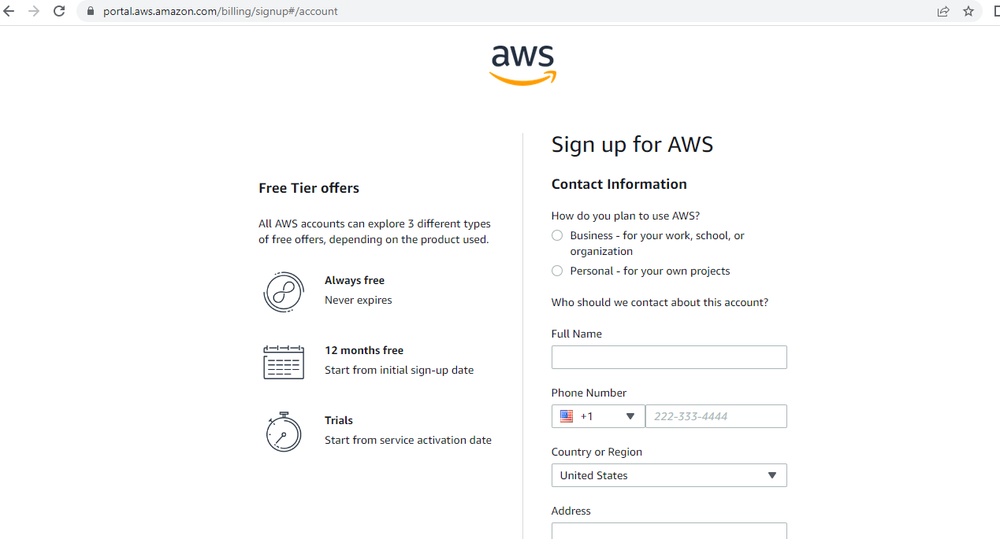 portal.aws.amazon.com/billing/signup#/account
aws
Free Tier offers
All AWS accounts can explore 3 different types
of free offers, depending on the product used.
Always free
Never expires
12 months free
Start from initial sign-up date
Trials
Start from service activation date
Sign up for AWS
Contact Information
How do you plan to use AWS?
Business - for your work, school, or
organization
Personal - for your own projects
Who should we contact about this account?
Full Name
Phone Number
+1
222-333-4444
Country or Region
United States
Address